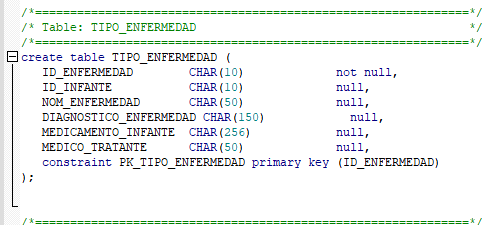 /*==============================================================*/
/* Table: TIPO_ENFERMEDAD                                       */
/*==============================================================*/
create table TIPO_ENFERMEDAD (
   ID_ENFERMEDAD        CHAR(10)             not null,
   ID_INFANTE           CHAR(10)             null,
   NOM_ENFERMEDAD       CHAR(50)             null,
   DIAGNOSTICO_ENFERMEDAD CHAR(150)            null,
   MEDICAMENTO_INFANTE  CHAR(256)            null,
   MEDICO_TRATANTE      CHAR(50)             null,
   constraint PK_TIPO_ENFERMEDAD primary key (ID_ENFERMEDAD)
);
/*==============================================================*/